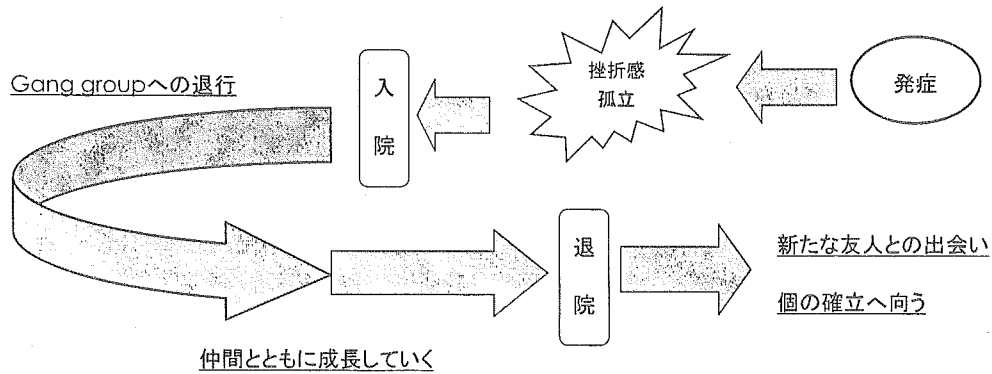 発症
挫折感
孤立
入
院
Gang groupへの退行
仲間とともに成長していく
退
院
新たな友人との出会い
個の確立へ向う